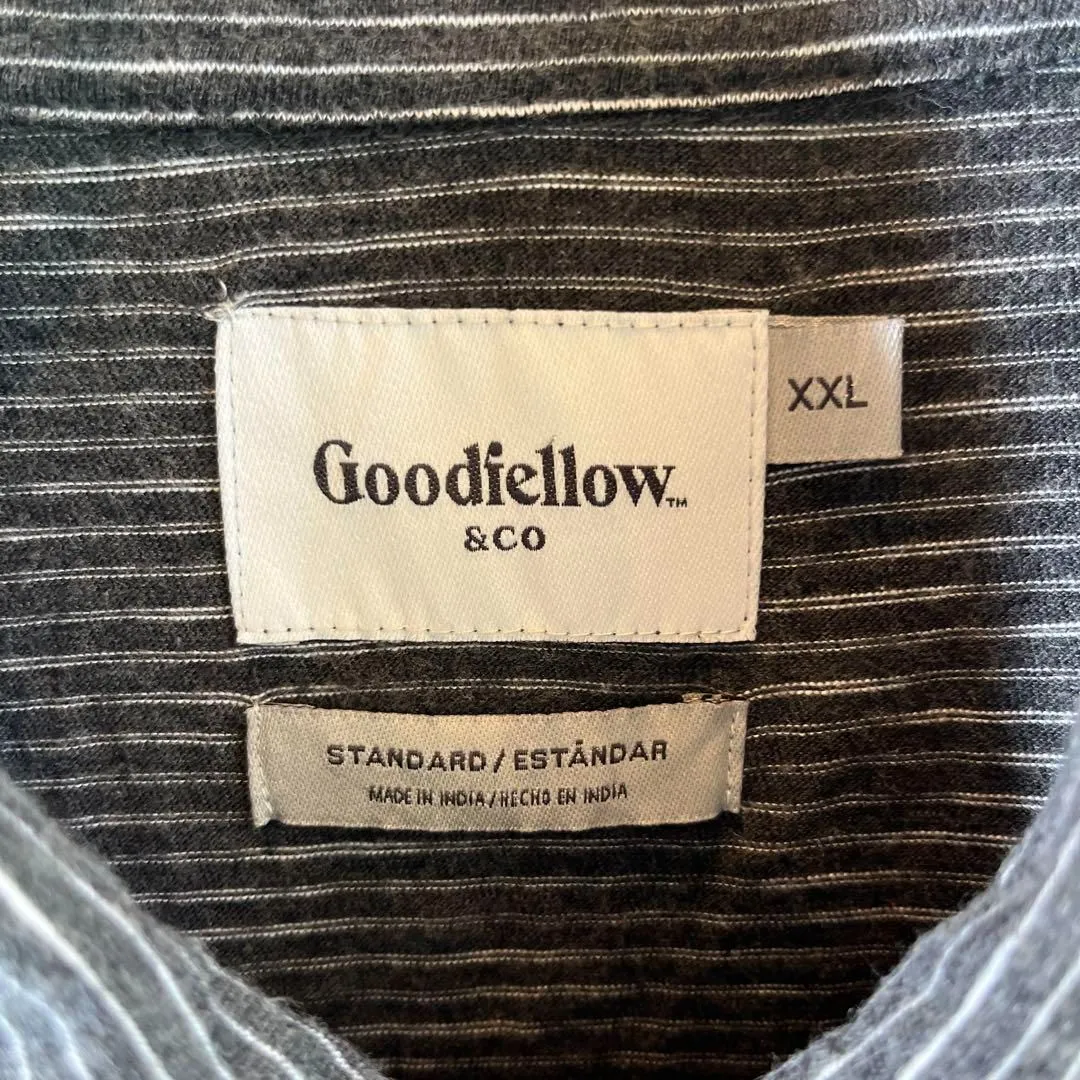 Goodfellow™
&CO
XXL
STANDARD/ESTÁNDAR
MADE IN INDIA/HECHO EN INDIA